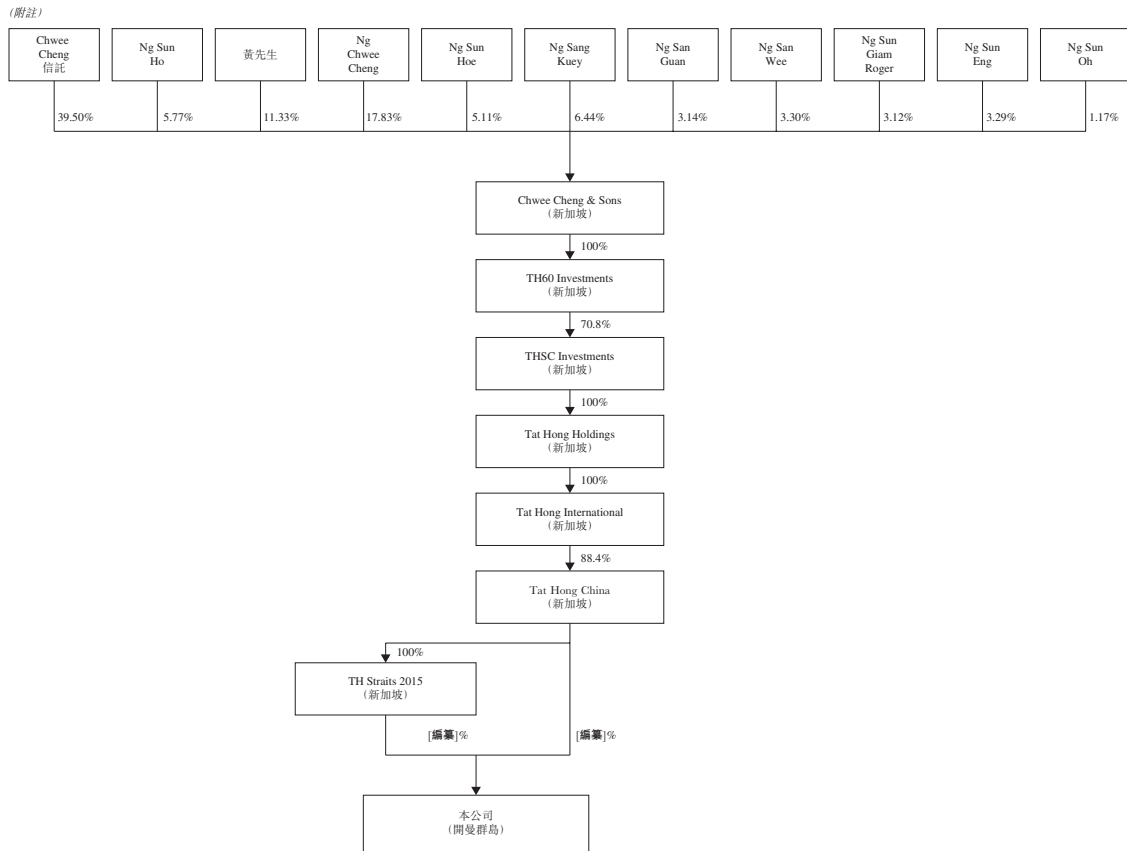 (附註)
Chwee
Cheng
信託
Ng Sun
Ho
黃先生
Ng
Chwee
Cheng
Ng Sun
Hoe
Ng Sang
Kuey
Ng San
Guan
Ng San
Wee
Ng Sun
Giam
Roger
Ng Sun
Eng
Ng Sun
Oh
39.50%
5.77%
11.33%
17.83%
5.11%
6.44%
3.14%
3.30%
3.12%
3.29%
1.17%
Chwee Cheng & Sons
(新加坡)
100%
TH60 Investments
(新加坡)
70.8%
THSC Investments
(新加坡)
100%
Tat Hong Holdings
(新加坡)
100%
Tat Hong International
(新加坡)
88.4%
Tat Hong China
(新加坡)
100%
TH Straits 2015
(新加坡)
[編纂]%
[編纂]%
本公司
(開曼群島)